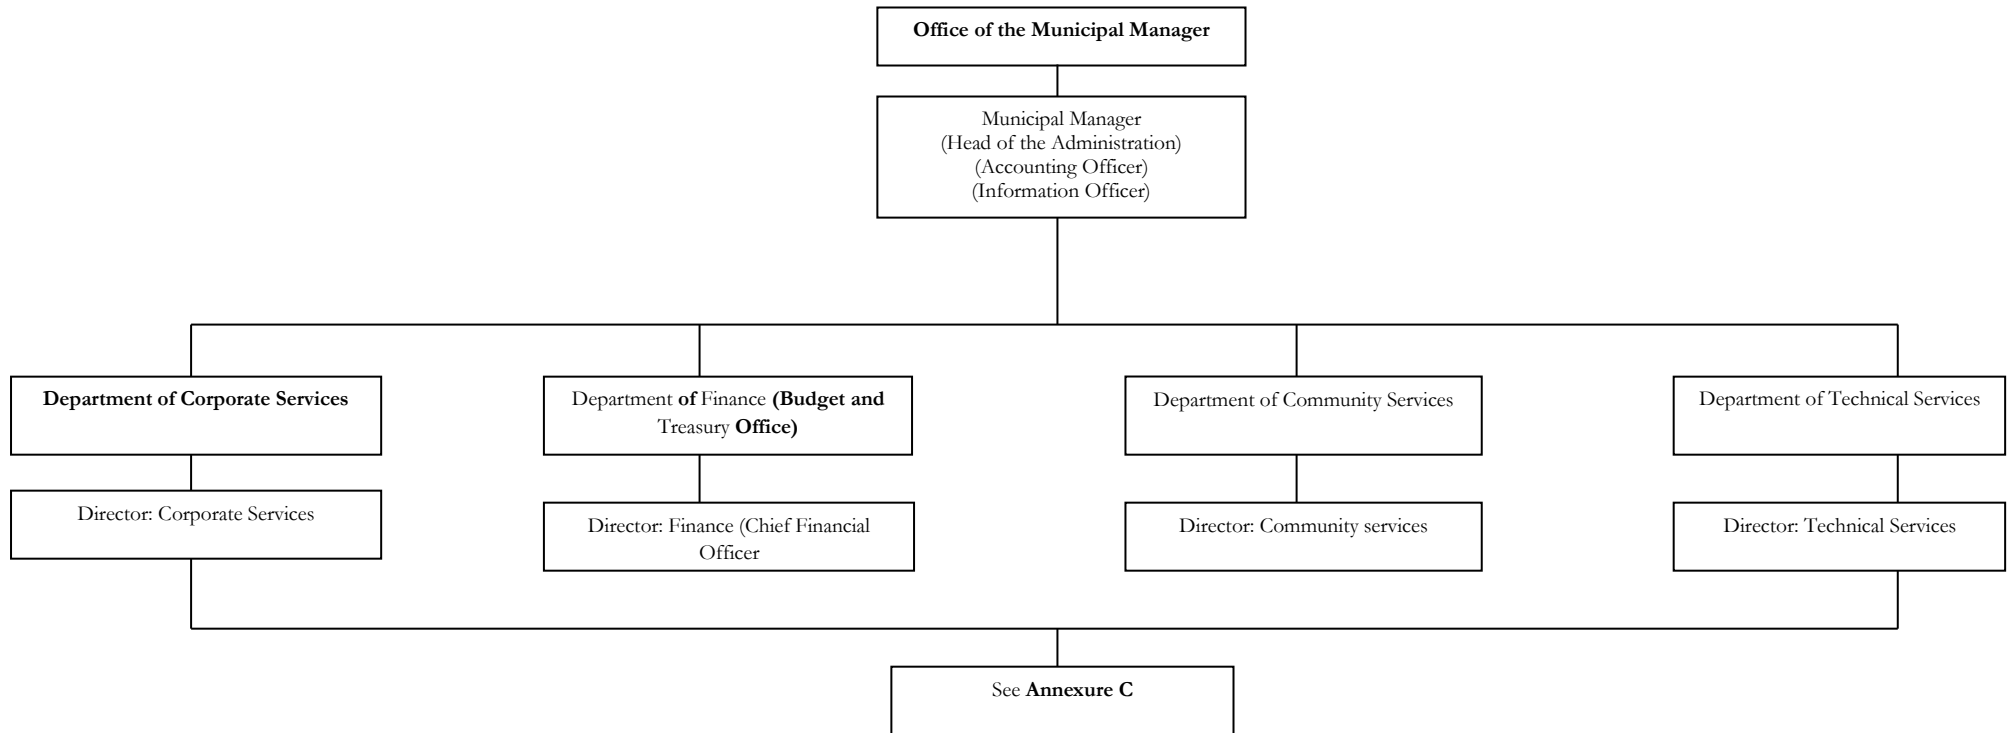 Office of the Municipal Manager
Municipal Manager
(Head of the Administration)
(Accounting Officer)
(Information Officer)
Department of Corporate Services
Department of Finance (Budget and
Treasury Office)
Department of Community Services
Department of Technical Services
Director: Corporate Services
Director: Finance (Chief Financial
Officer
Director: Community services
Director: Technical Services
See Annexure C